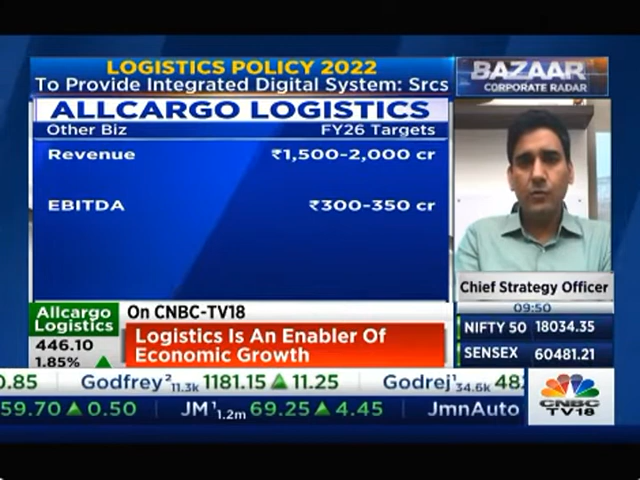 LOGISTICS POLICY 2022
To Provide Integrated Digital System: Srcs
BAZAAR
CORPORATE RADAR
ALLCARGO LOGISTICS
Other Biz FY26 Targets
Revenue ₹1,500-2,000 cr
EBITDA ₹300-350 cr
Chief Strategy Officer
09:50
Allcargo
Logistics
446.10
1.85%
On CNBC-TV18
Logistics Is An Enabler Of
Economic Growth
NIFTY 50 18034.35
SENSEX 60481.21
0.85 Godfrey² 11.3k 1181.15 ▲ 11.25 Godrej¹ 34.6k 482
59.70 ▲ 0.50 JM¹ 1.2m 69.25 ▲ 4.45 JmnAuto
CNBC
TV18